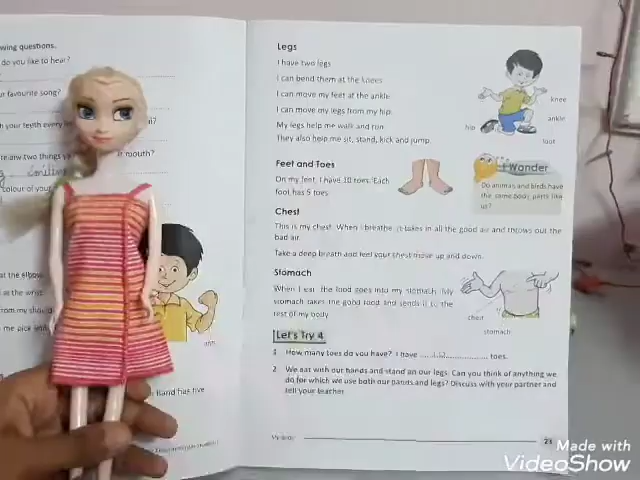 wing questions.
do you like to hear?
ur favourite song?
your teeth every
mouth?
colour of your
at the elbow.
at the wrist.
me pick
arm
hand has five
Legs
I have two legs.
I can bend them at the knees.
I can move my feet at the ankle.
I can move my legs from my hip.
My legs help me walk and run.
They also help me sit, stand, kick and jump.
knee
ankle
hip
foot
Feet and Toes
On my feet, I have 10 toes. Each
foot has 5 toes.
I Wonder
Do animals and birds have
the same body parts like
us?
Chest
This is my chest. When I breathe, it takes in all the good air and throws out the
bad air.
Take a deep breath and feel your chest move up and down.
Stomach
When I eat, the food goes into my stomach. My
stomach takes the good food and sends it to the
rest of my body.
chest
stomach
Let's Try 4
1 How many toes do you have? I have 10 toes.
2 We eat with our hands and stand on our legs. Can you think of anything we
do for which we use both our hands and legs? Discuss with your partner and
tell your teacher.
My Body
23
Made with
VideoShow